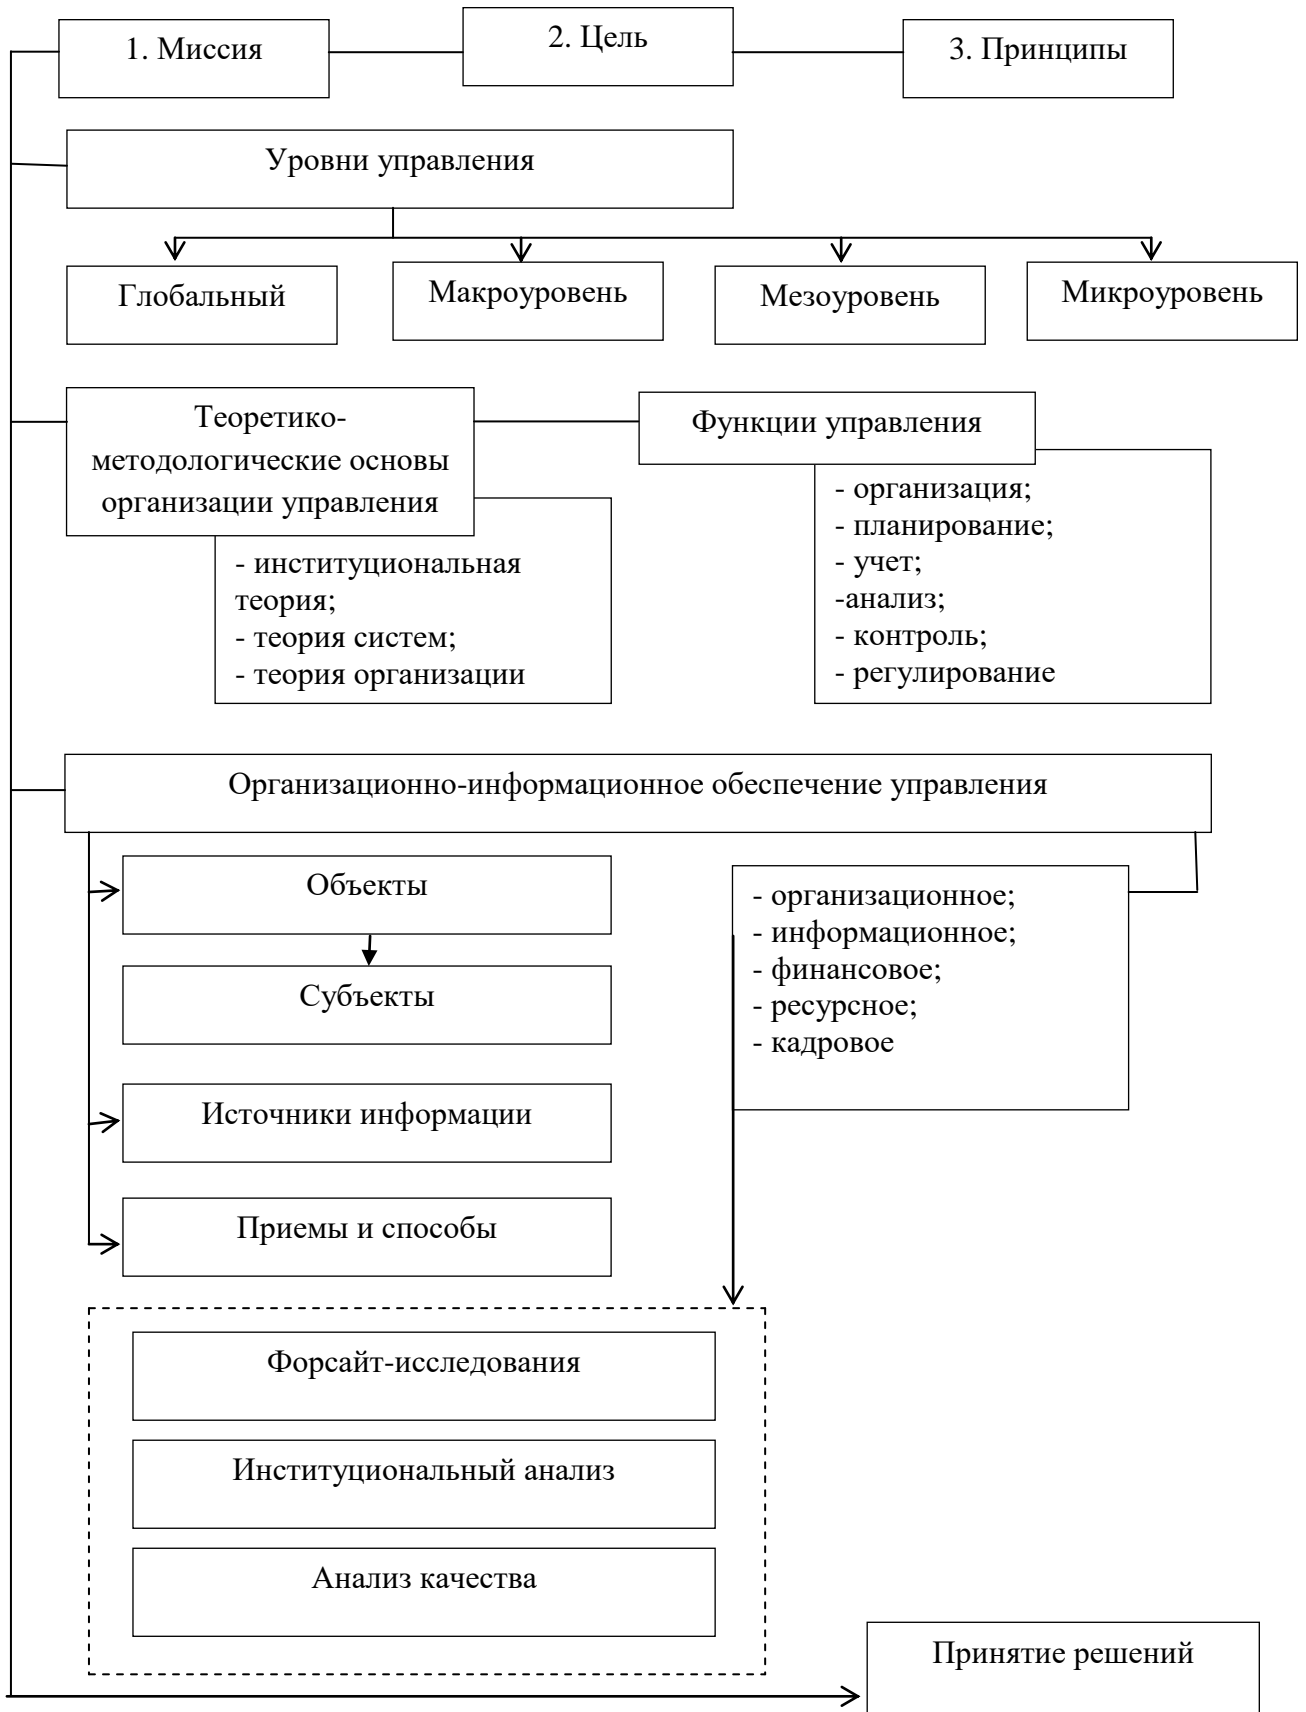 1. Миссия
2. Цель
3. Принципы
Уровни управления
Глобальный
Макроуровень
Мезоуровень
Микроуровень
Теоретико-
методологические основы
организации управления
- институциональная
теория;
- теория систем;
- теория организации
Функции управления
- организация;
- планирование;
- учет;
-анализ;
- контроль;
- регулирование
Организационно-информационное обеспечение управления
Объекты
Субъекты
Источники информации
Приемы и способы
- организационное;
- информационное;
- финансовое;
- ресурсное;
- кадровое
Форсайт-исследования
Институциональный анализ
Анализ качества
Принятие решений